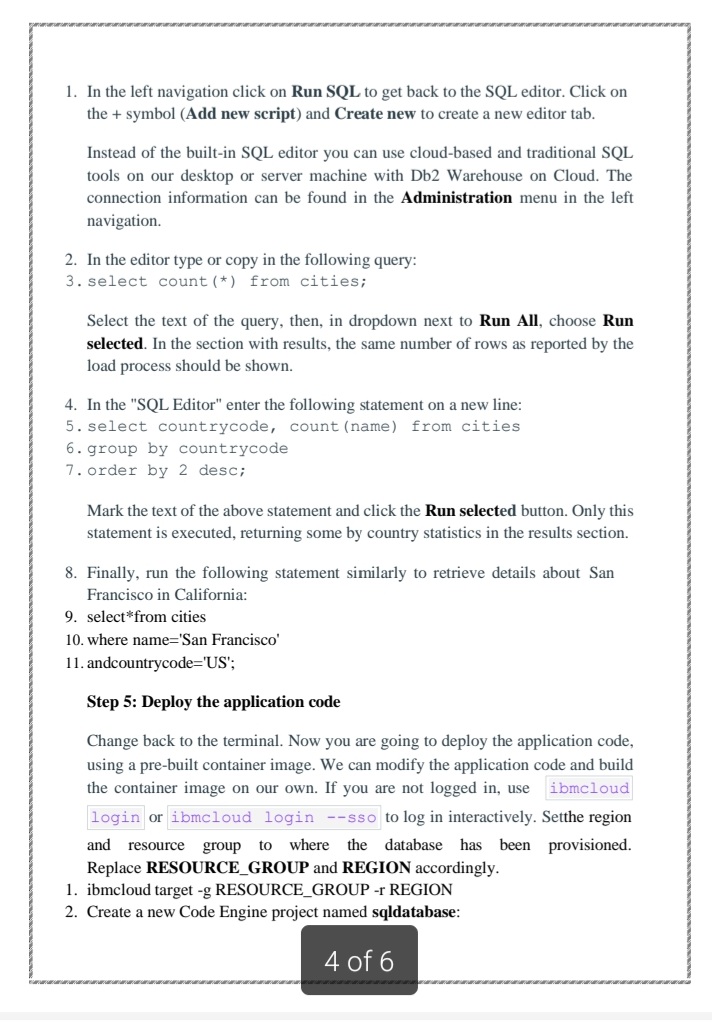 1. In the left navigation click on Run SQL to get back to the SQL editor. Click on
the + symbol (Add new script) and Create new to create a new editor tab.
Instead of the built-in SQL editor you can use cloud-based and traditional SQL
tools on our desktop or server machine with Db2 Warehouse on Cloud. The
connection information can be found in the Administration menu in the left
navigation.
2. In the editor type or copy in the following query:
3. select count(*) from cities;
Select the text of the query, then, in dropdown next to Run All, choose Run
selected. In the section with results, the same number of rows as reported by the
load process should be shown.
4. In the "SQL Editor" enter the following statement on a new line:
5. select countrycode, count(name) from cities
6. group by countrycode
7. order by 2 desc;
Mark the text of the above statement and click the Run selected button. Only this
statement is executed, returning some by country statistics in the results section.
8. Finally, run the following statement similarly to retrieve details about San
Francisco in California:
9. select*from cities
10. where name='San Francisco'
11. andcountrycode='US';
Step 5: Deploy the application code
Change back to the terminal. Now you are going to deploy the application code,
using a pre-built container image. We can modify the application code and build
the container image on our own. If you are not logged in, use ibmcloud
login or ibmcloud login --sso to log in interactively. Setthe region
and resource group to where the database has been provisioned.
Replace RESOURCE_GROUP and REGION accordingly.
1. ibmcloud target -g RESOURCE_GROUP -r REGION
2. Create a new Code Engine project named sqldatabase:
4 of 6